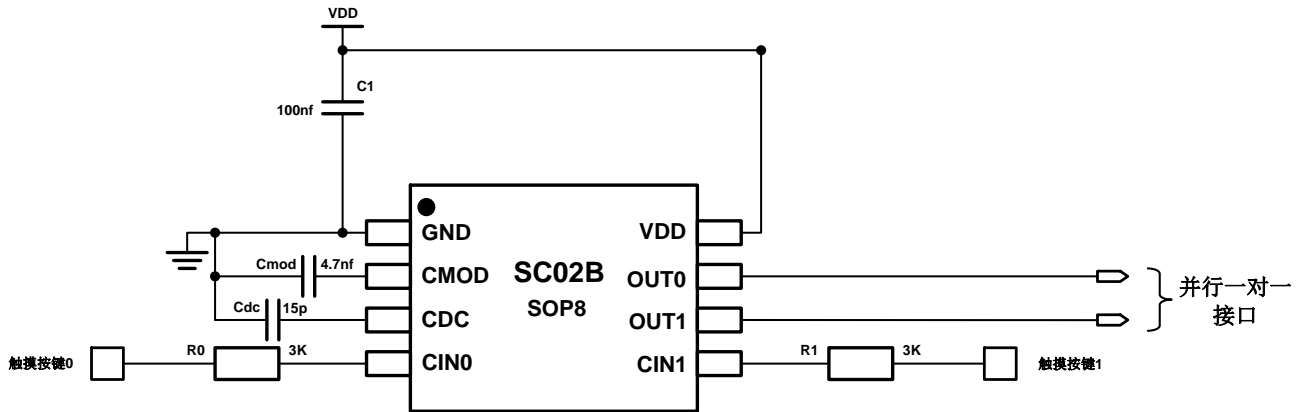 VDD
C1
100nf
GND
VDD
Cmod 4.7nf
CMOD
SC02B
OUT0
SOP8
并行一对一
接口
Cdc 15p
CDC
OUT1
触摸按键0
R0 3K
CIN0
CIN1
R1 3K
触摸按键1